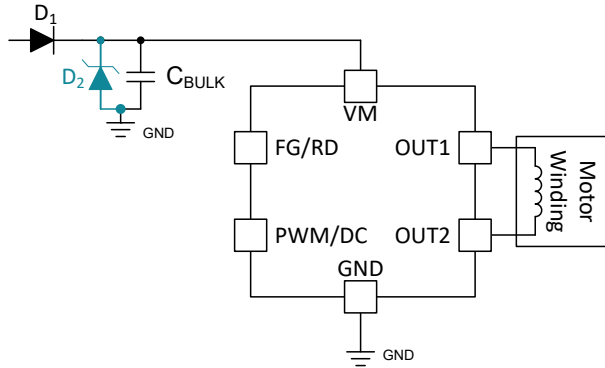 D1
D2
CBULK
GND
VM
FG/RD
OUT1
PWM/DC
OUT2
GND
Motor
Winding
GND